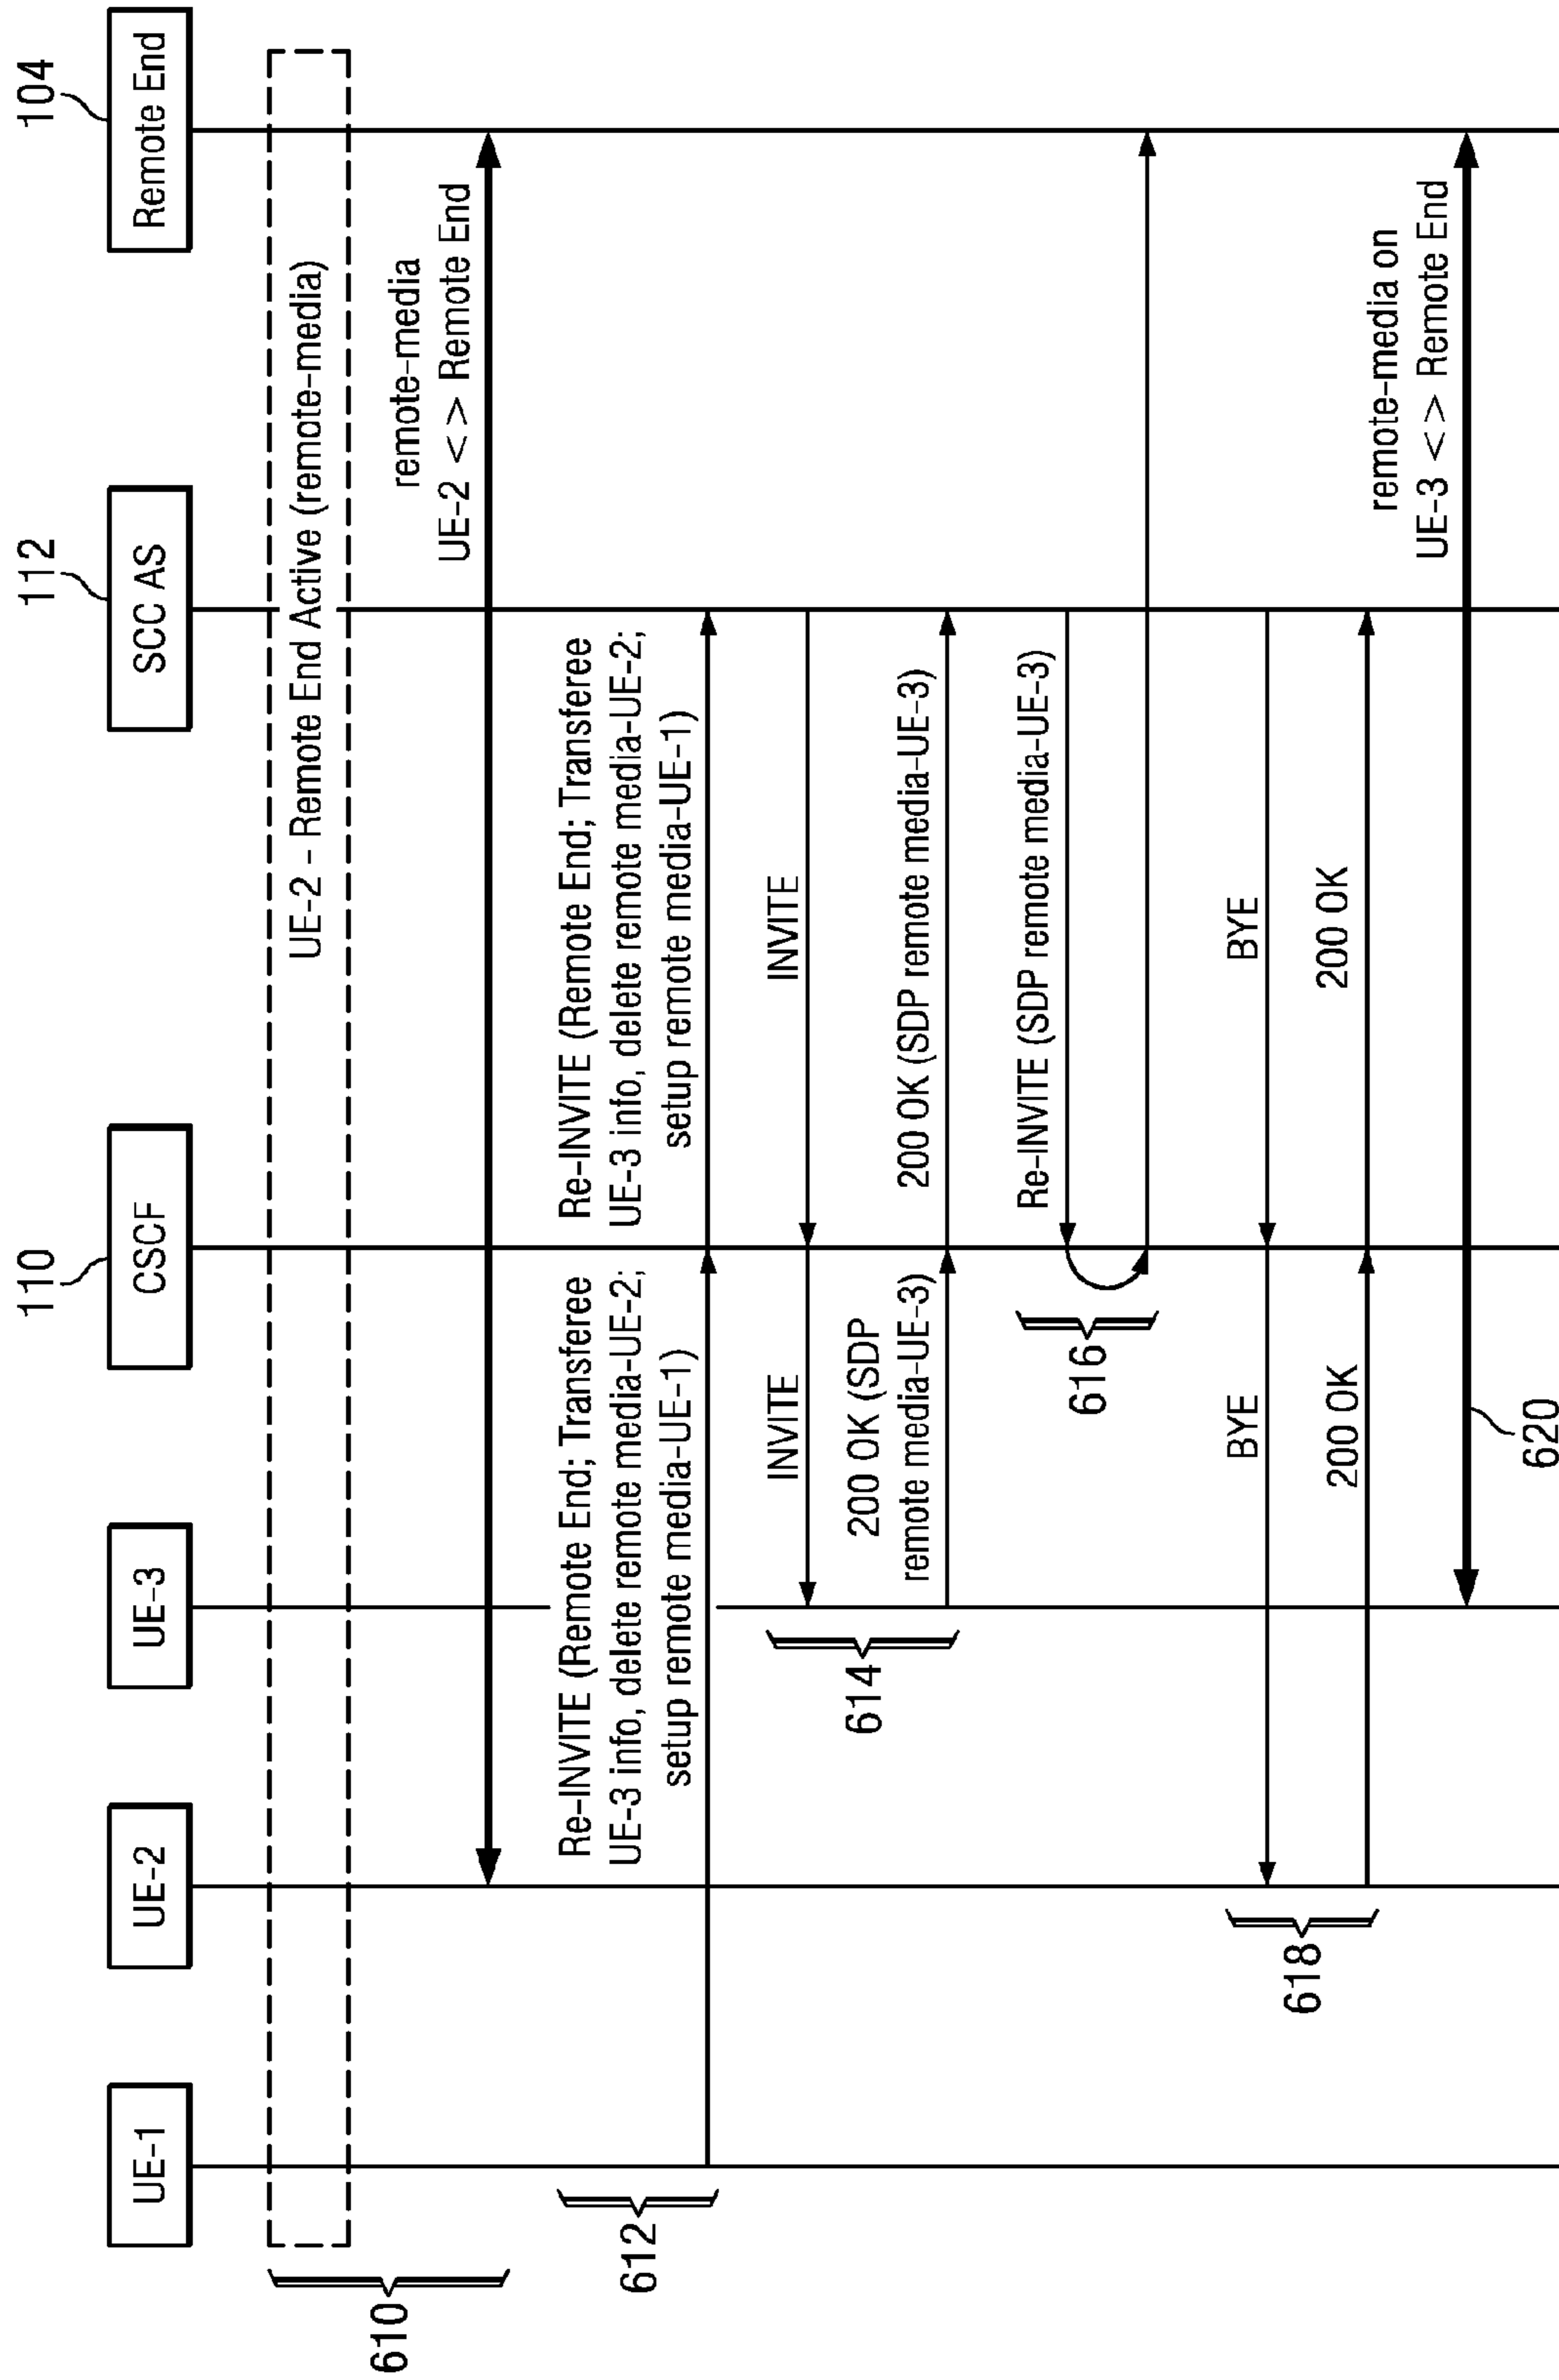 104
112
110
Remote End
SCC AS
CSCF
UE-3
UE-2
UE-1
UE-2 - Remote End Active (remote-media)
610
remote-media
UE-2 <> Remote End
612
Re-INVITE (Remote End; Transferee
UE-3 info, delete remote media-UE-2;
setup remote media-UE-1)
Re-INVITE (Remote End; Transferee
UE-3 info, delete remote media-UE-2;
setup remote media-UE-1)
INVITE
INVITE
614
200 OK (SDP
remote media-UE-3)
200 OK (SDP remote media-UE-3)
Re-INVITE (SDP remote media-UE-3)
616
BYE
BYE
618
200 OK
200 OK
remote-media on
UE-3 <> Remote End
620